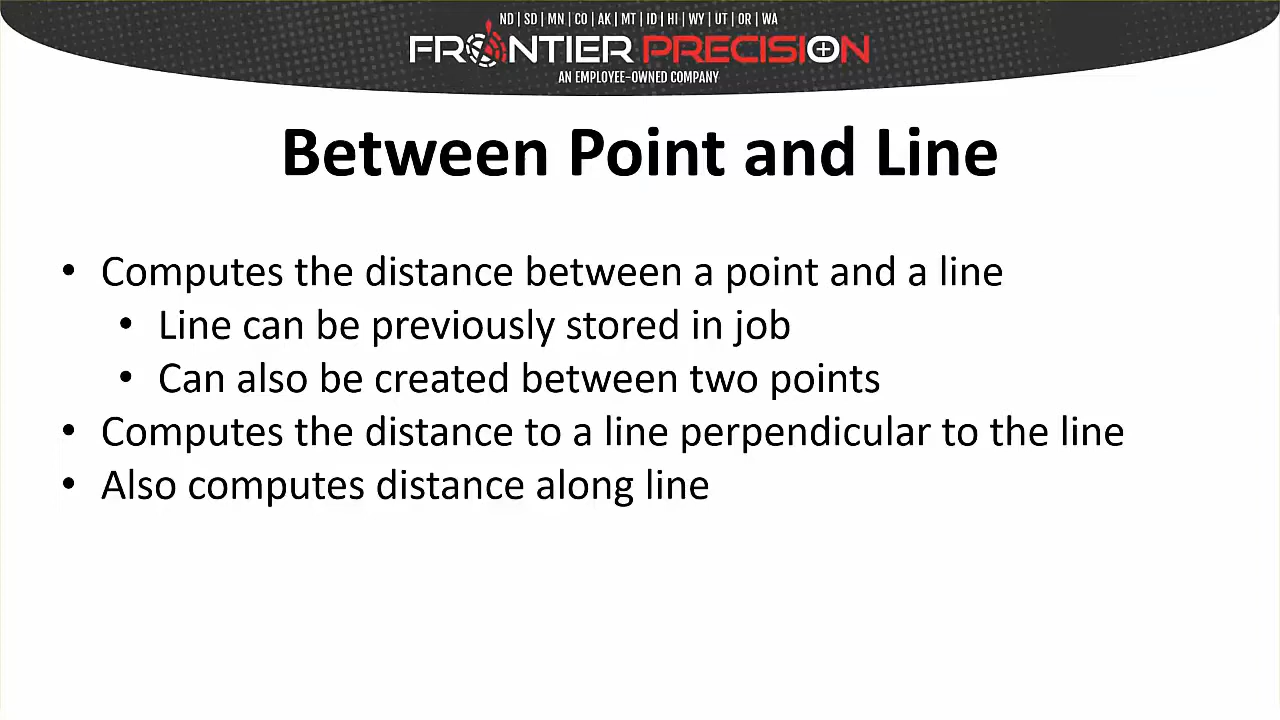 ND | SD | MN | CO | AK | MT | ID | HI | WY | UT | OR | WA
FRONTIER PRECISION
AN EMPLOYEE-OWNED COMPANY
Between Point and Line
• Computes the distance between a point and a line
• Line can be previously stored in job
• Can also be created between two points
• Computes the distance to a line perpendicular to the line
• Also computes distance along line